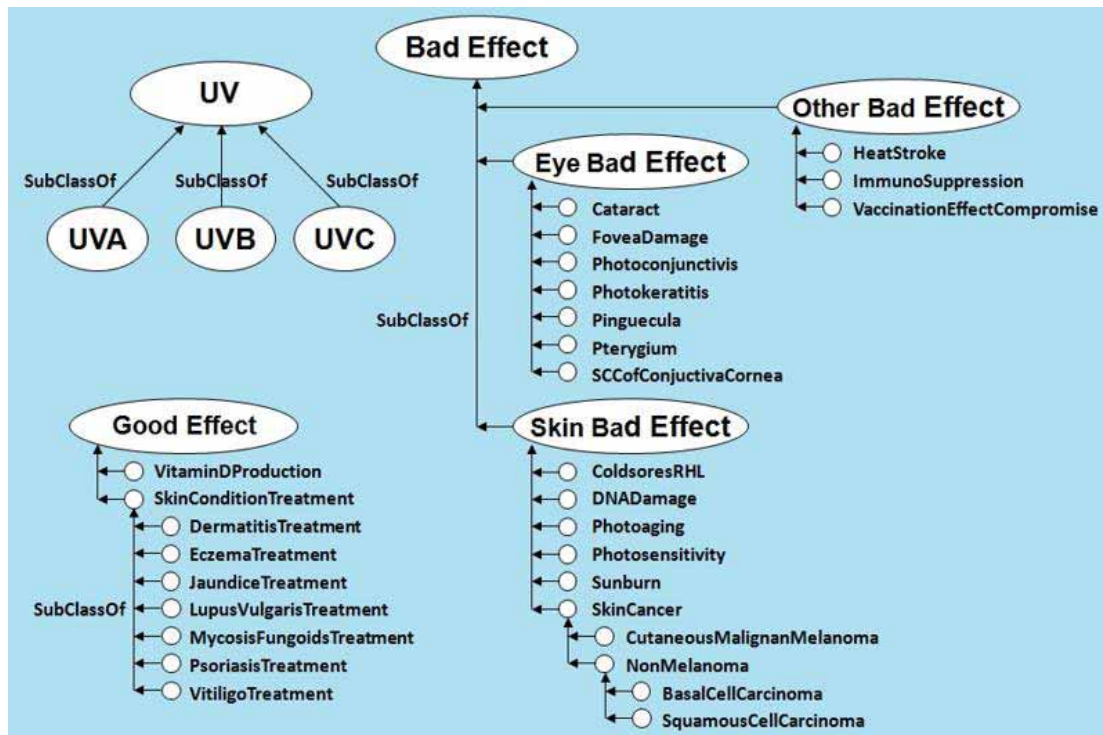 UV
SubClassOf
SubClassOf
SubClassOf
UVA
UVB
UVC
Bad Effect
SubClassOf
Other Bad Effect
HeatStroke
ImmunoSuppression
VaccinationEffectCompromise
Eye Bad Effect
Cataract
FoveaDamage
Photoconjunctivis
Photokeratitis
Pinguecula
Pterygium
SCCofConjuctivaCornea
Skin Bad Effect
ColdsoresRHL
DNADamage
Photoaging
Photosensitivity
Sunburn
SkinCancer
CutaneousMalignanMelanoma
NonMelanoma
BasalCellCarcinoma
SquamousCellCarcinoma
Good Effect
VitaminDProduction
SkinConditionTreatment
SubClassOf
DermatitisTreatment
EczemaTreatment
JaundiceTreatment
LupusVulgarisTreatment
MycosisFungoidsTreatment
PsoriasisTreatment
VitiligoTreatment